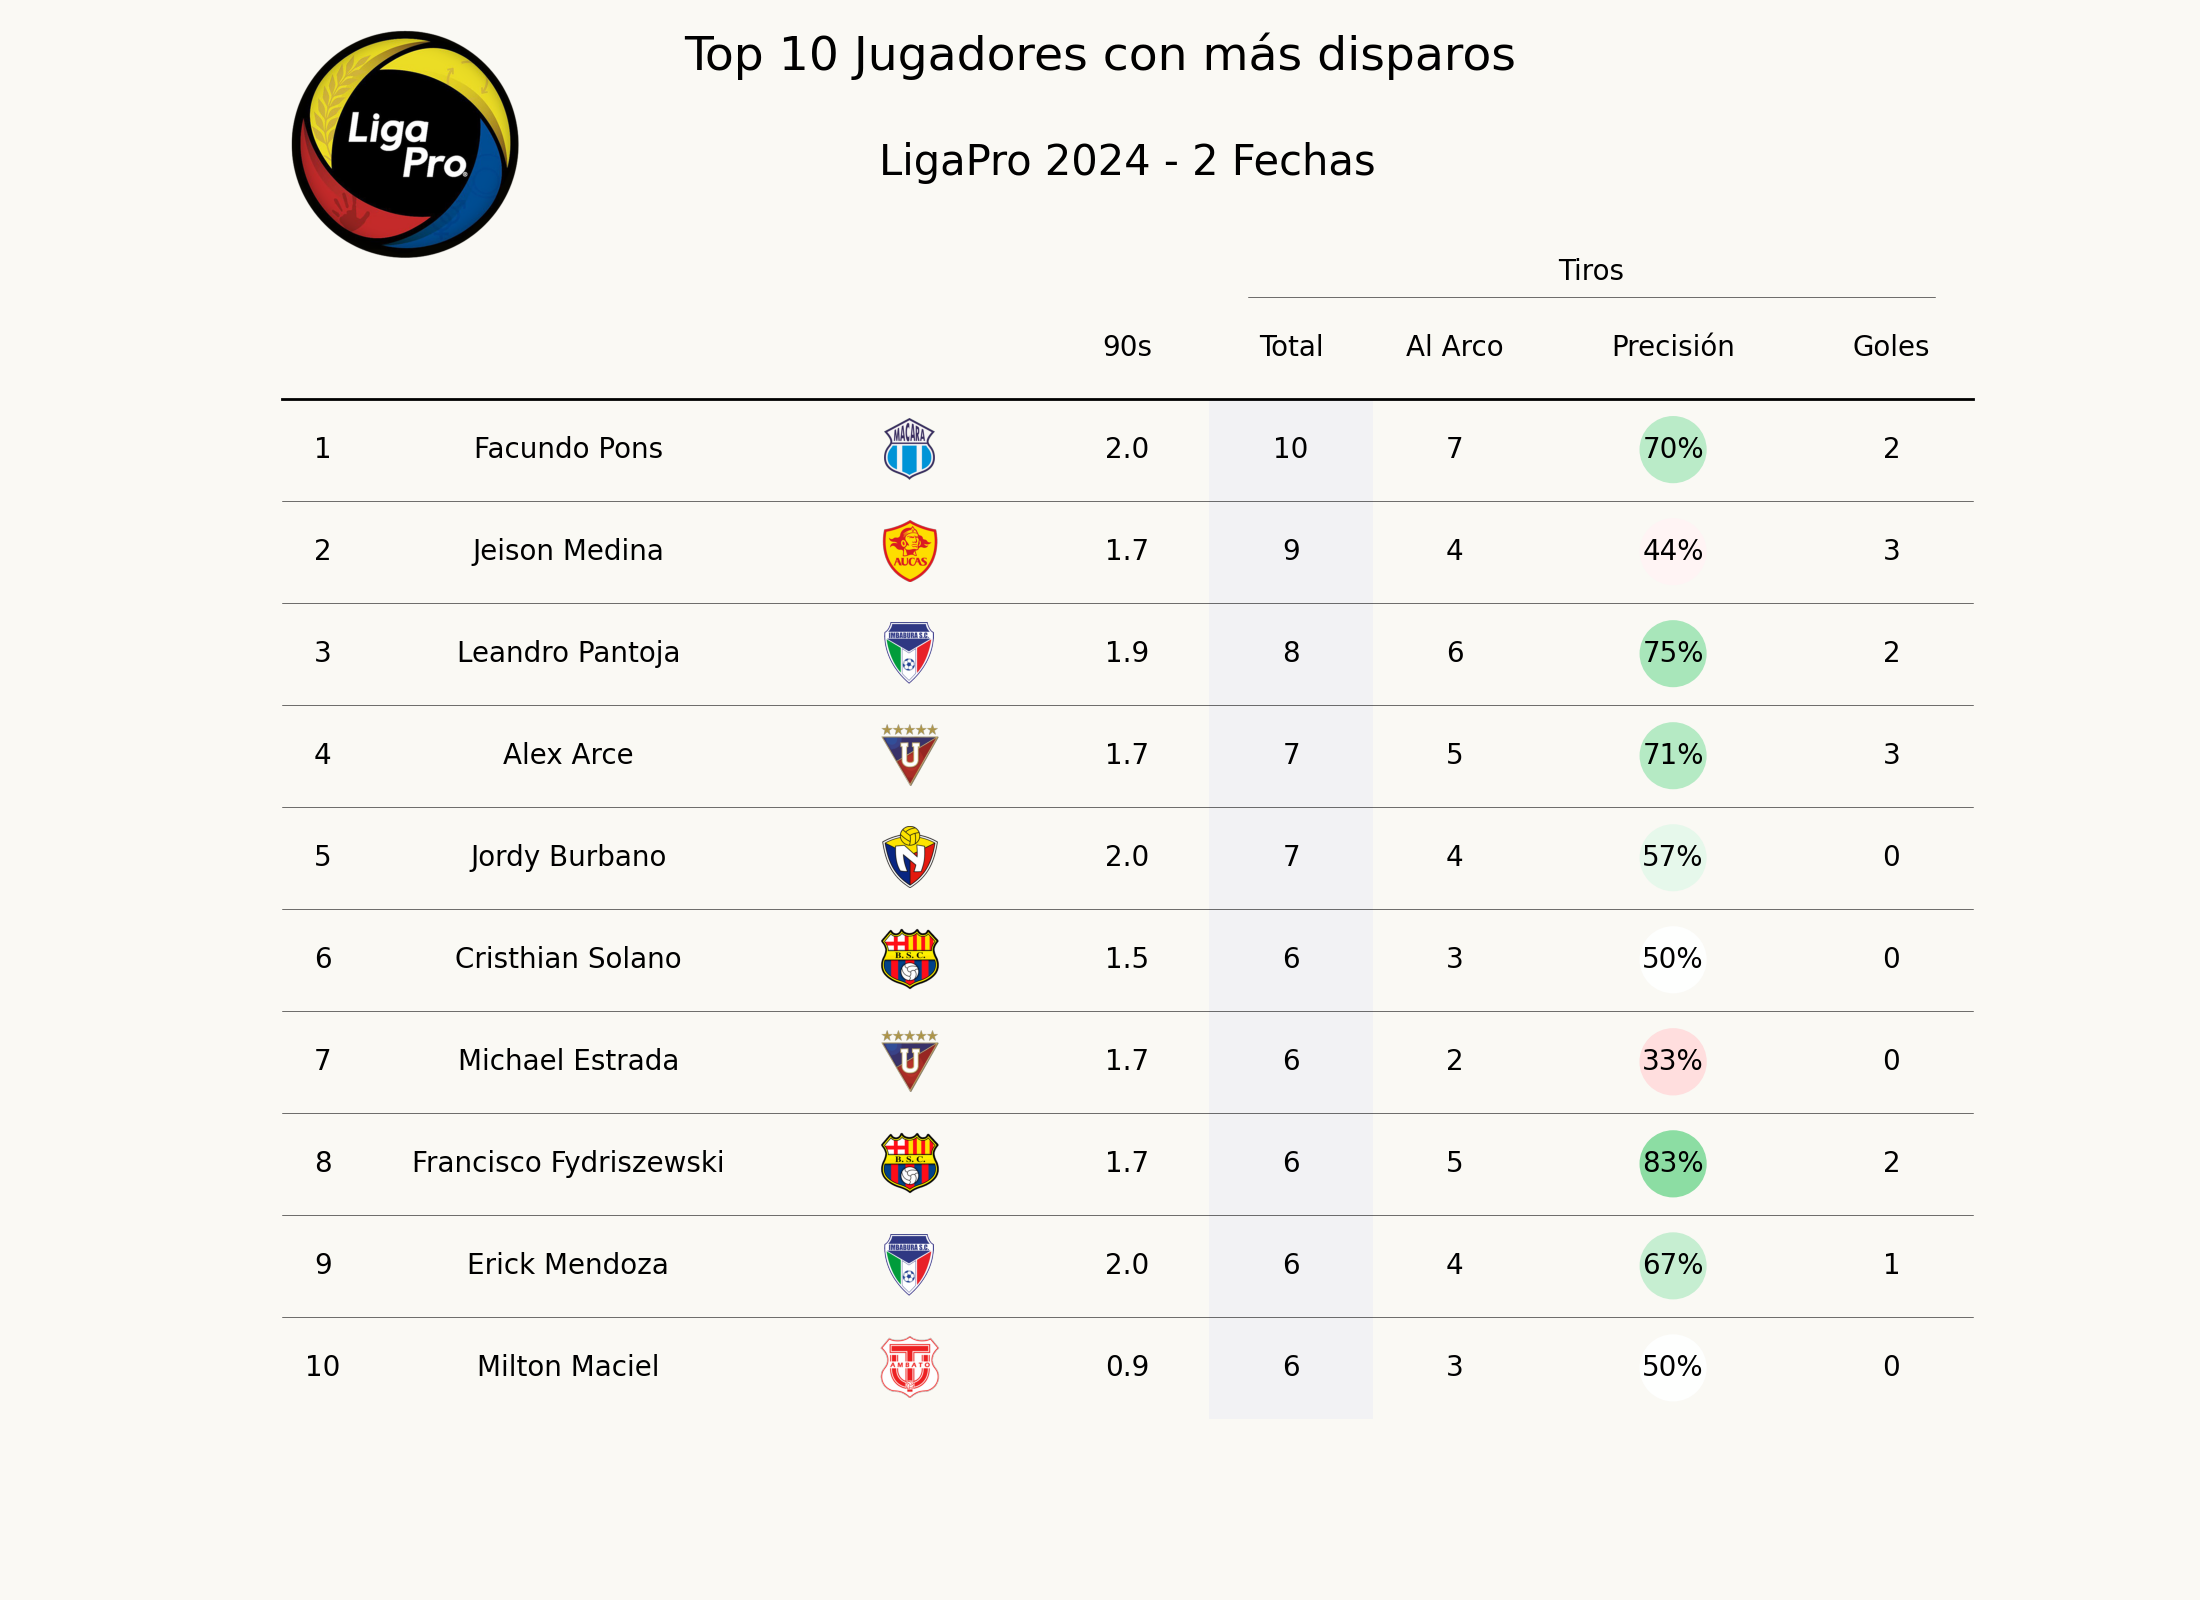 Liga
Pro
Top 10 Jugadores con más disparos
LigaPro 2024 - 2 Fechas
Tiros
90s Total Al Arco Precisión Goles
1 Facundo Pons MACARA 2.0 10 7 70% 2
2 Jeison Medina AUCAS 1.7 9 4 44% 3
3 Leandro Pantoja IMBABURA S.C. 1.9 8 6 75% 2
4 Alex Arce U 1.7 7 5 71% 3
5 Jordy Burbano N 2.0 7 4 57% 0
6 Cristhian Solano B. S. C. 1.5 6 3 50% 0
7 Michael Estrada U 1.7 6 2 33% 0
8 Francisco Fydriszewski B. S. C. 1.7 6 5 83% 2
9 Erick Mendoza IMBABURA S.C. 2.0 6 4 67% 1
10 Milton Maciel AMBATO 0.9 6 3 50% 0